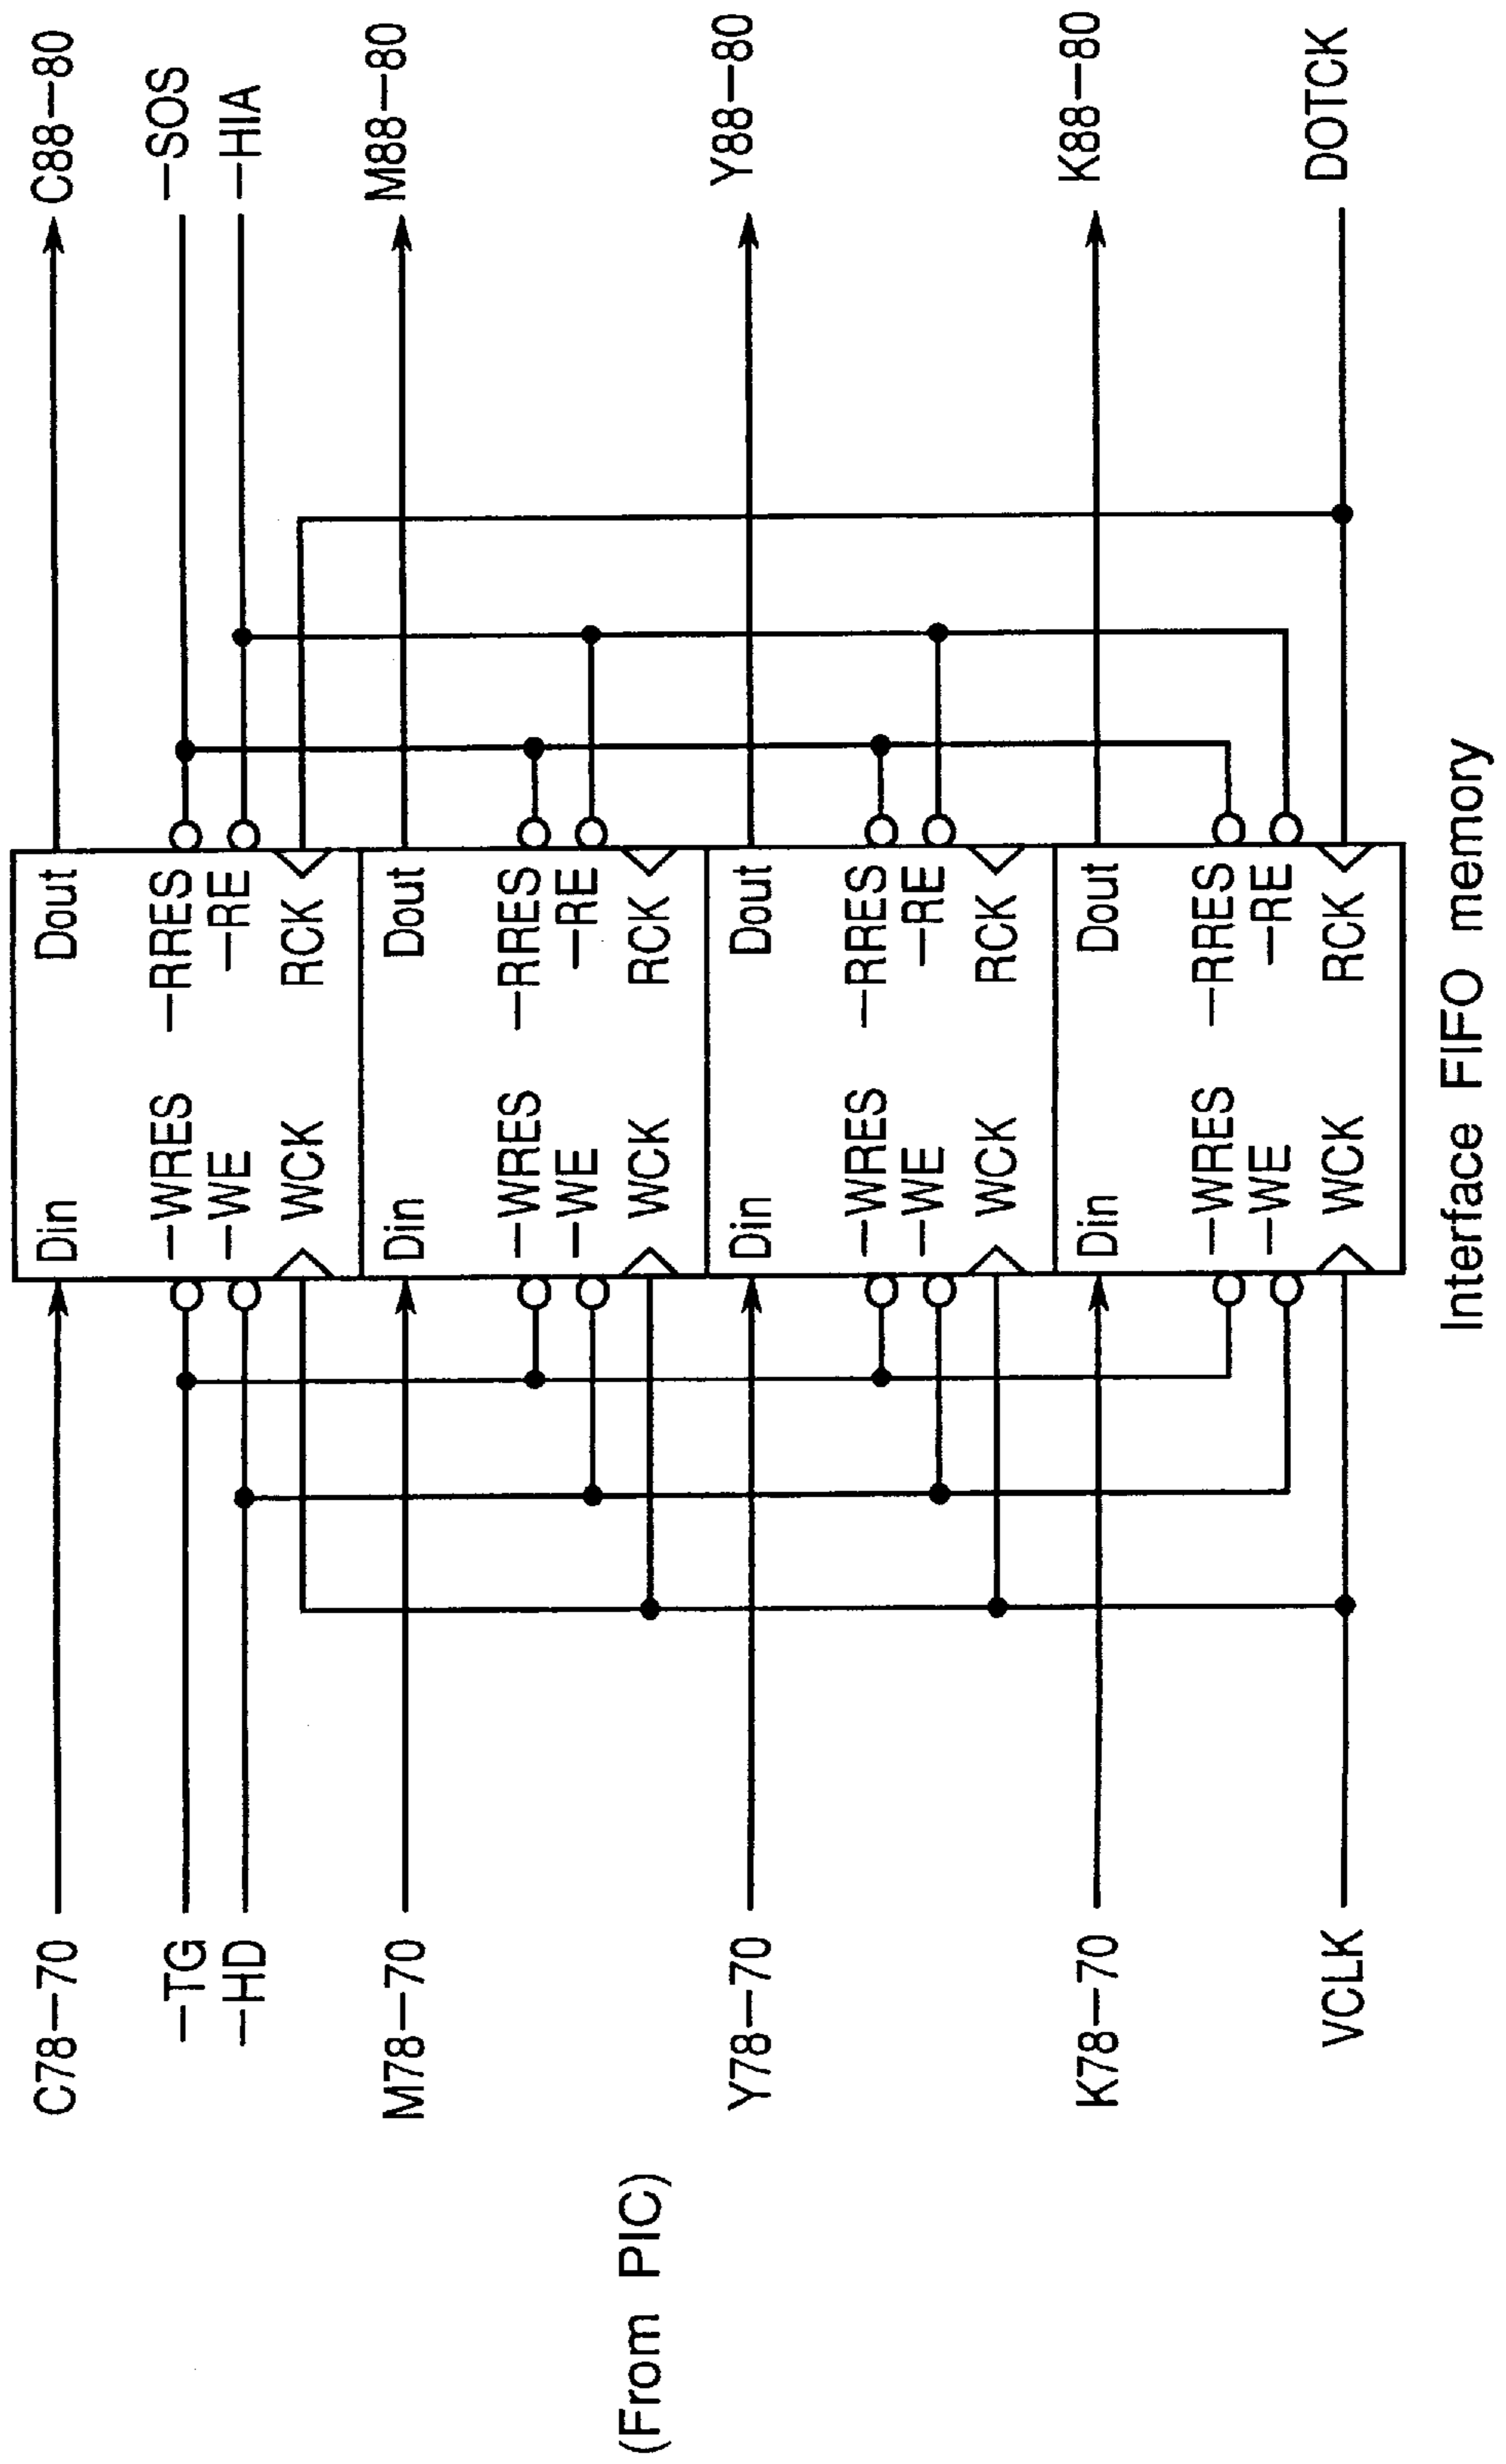 (From PIC)
C78-70
-TG
-HD
M78-70
Y78-70
K78-70
VCLK
Din Dout
-WRES -RRES
-WE -RE
WCK RCK
Din Dout
-WRES -RRES
-WE -RE
WCK RCK
Din Dout
-WRES -RRES
-WE -RE
WCK RCK
Din Dout
-WRES -RRES
-WE -RE
WCK RCK
C88-80
-SOS
-HIA
M88-80
Y88-80
K88-80
DOTCK
Interface FIFO memory